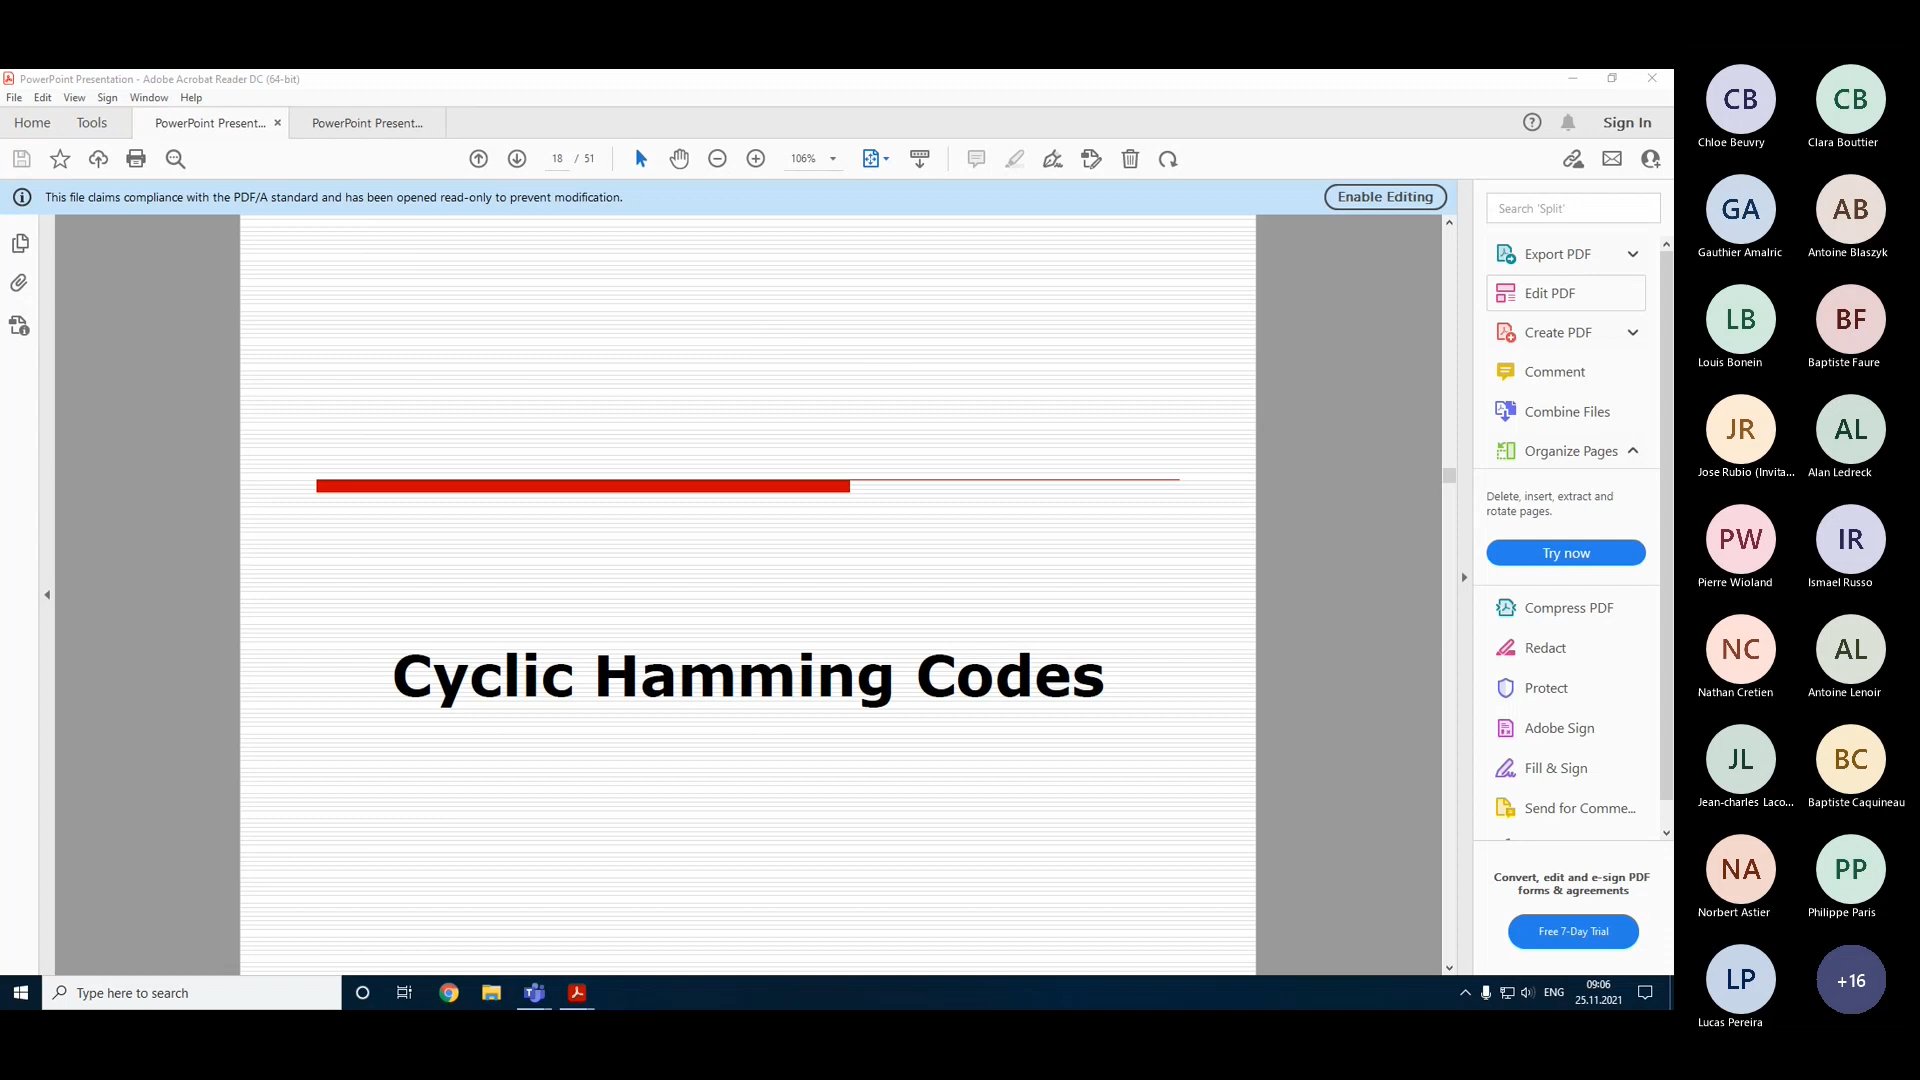 PowerPoint Presentation - Adobe Acrobat Reader DC (64-bit)
File Edit View Sign Window Help
Home Tools PowerPoint Present... × PowerPoint Present... Sign In
18 / 51 106%
This file claims compliance with the PDF/A standard and has been opened read-only to prevent modification. Enable Editing
Cyclic Hamming Codes
Search 'Split'
Export PDF
Edit PDF
Create PDF
Comment
Combine Files
Organize Pages
Delete, insert, extract and
rotate pages.
Try now
Compress PDF
Redact
Protect
Adobe Sign
Fill & Sign
Send for Comme...
Convert, edit and e-sign PDF
forms & agreements
Free 7-Day Trial
Type here to search
ENG
09:06
25.11.2021
CB CB
Chloe Beuvry Clara Bouttier
GA AB
Gauthier Amalric Antoine Blaszyk
LB BF
Louis Bonein Baptiste Faure
JR AL
Jose Rubio (Invita... Alan Ledreck
PW IR
Pierre Wioland Ismael Russo
NC AL
Nathan Cretien Antoine Lenoir
JL BC
Jean-charles Laco... Baptiste Caquineau
NA PP
Norbert Astier Philippe Paris
LP +16
Lucas Pereira